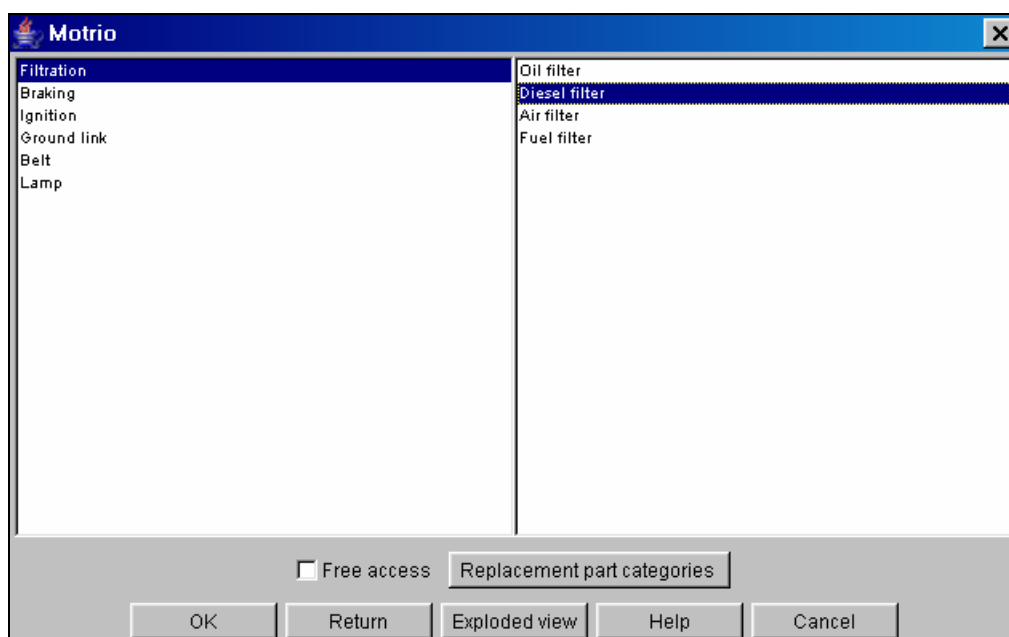 Motrio
Filtration
Braking
Ignition
Ground link
Belt
Lamp
Oil filter
Diesel filter
Air filter
Fuel filter
Free access Replacement part categories
OK Return Exploded view Help Cancel